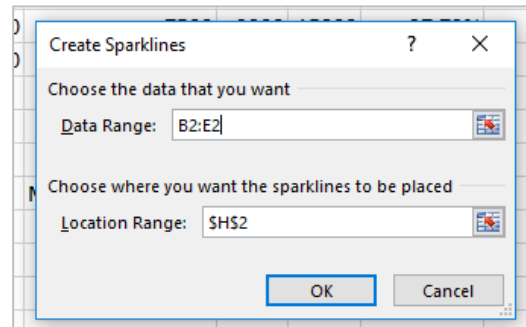 Create Sparklines ?
Choose the data that you want
Data Range: B2:E2
Choose where you want the sparklines to be placed
Location Range: $H$2
OK Cancel